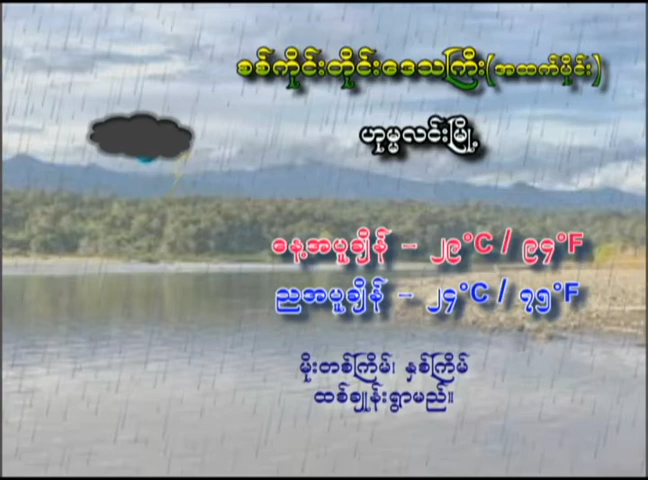 စစ်ကိုင်းတိုင်းဒေသကြီး(အထက်ပိုင်း)
ဟုမ္မလင်းမြို့
နေ့အပူချိန် – ၂၉°C / ၉၄°F
ညအပူချိန် – ၂၄°C / ၇၅°F
မိုးတစ်ကြိမ်၊ နှစ်ကြိမ်
ထစ်ချုန်းရွာမည်။